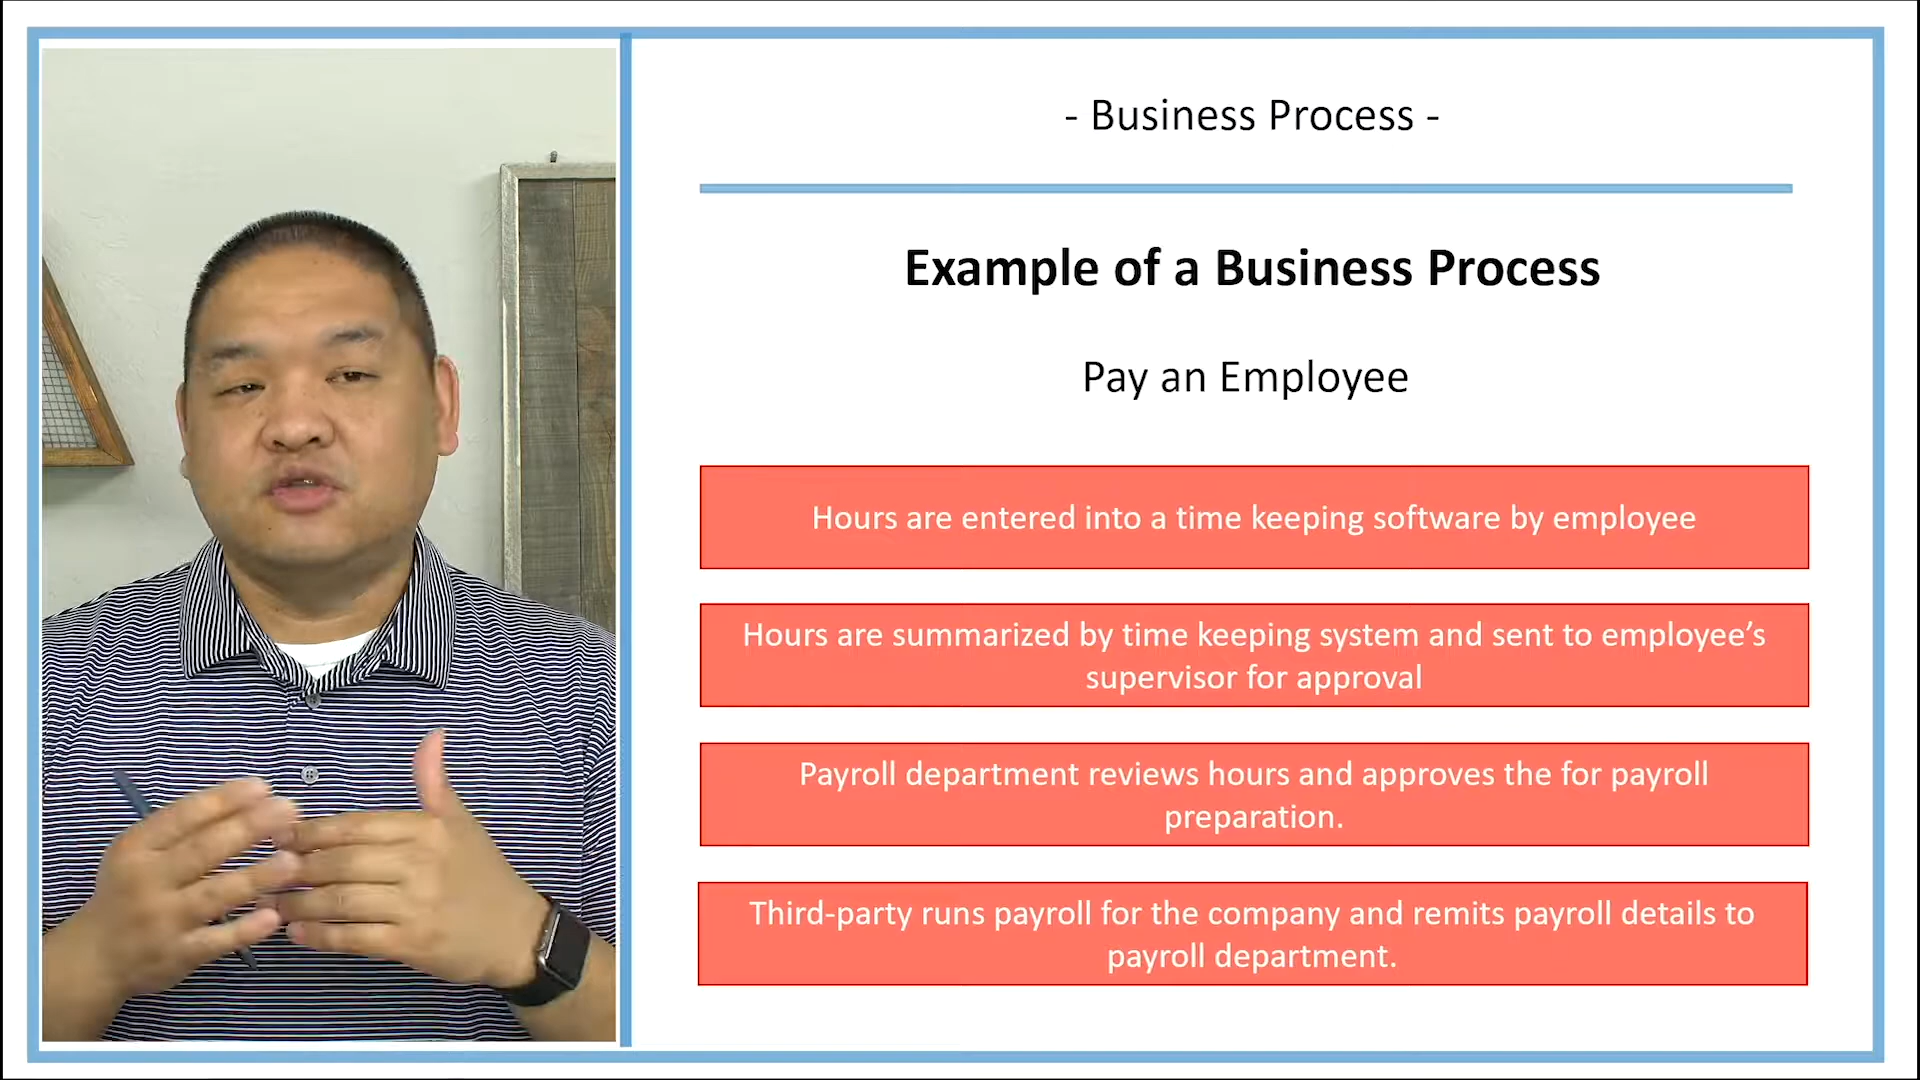 - Business Process -
Example of a Business Process
Pay an Employee
Hours are entered into a time keeping software by employee
Hours are summarized by time keeping system and sent to employee’s
supervisor for approval
Payroll department reviews hours and approves the for payroll
preparation.
Third-party runs payroll for the company and remits payroll details to
payroll department.